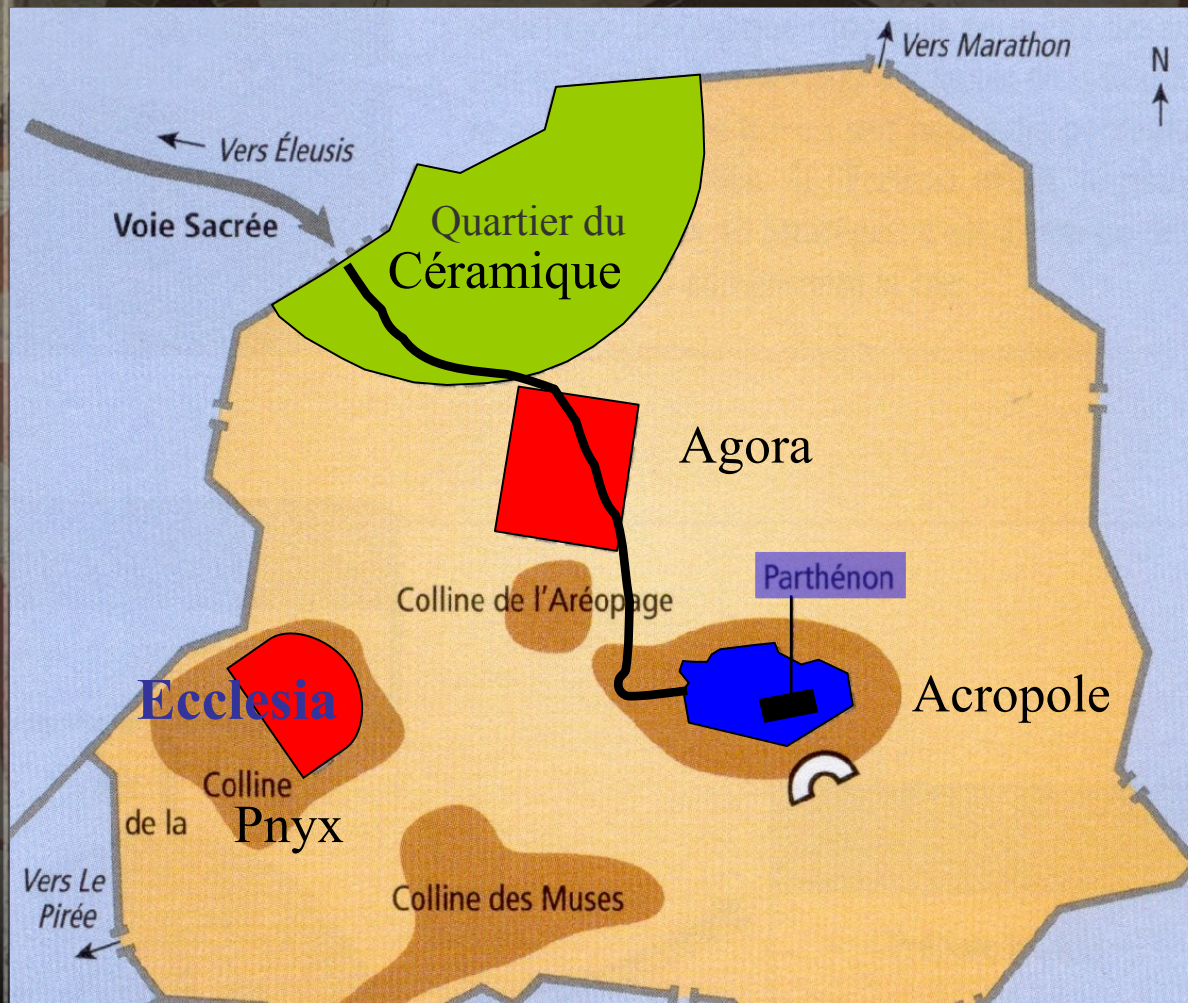 Vers Marathon
N
Vers Éleusis
Voie Sacrée
Quartier du
Céramique
Agora
Parthénon
Colline de l'Aréopage
Acropole
Ecclesia
Colline
de la Pnyx
Vers Le
Pirée
Colline des Muses